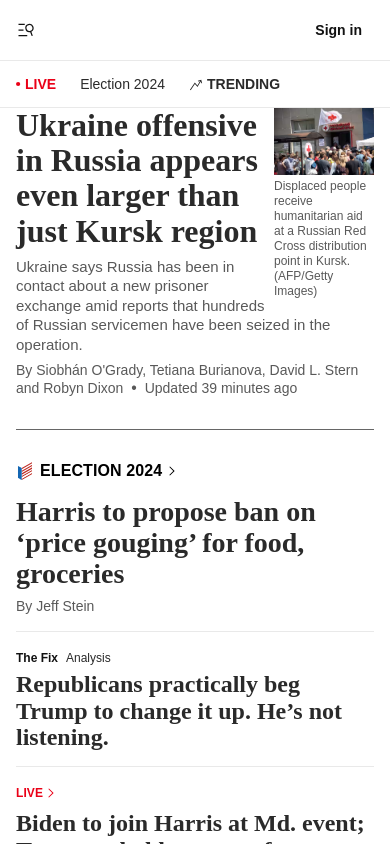 Sign in
LIVE
Election 2024
TRENDING
Ukraine offensive
in Russia appears
even larger than
just Kursk region
Displaced people
receive
humanitarian aid
at a Russian Red
Cross distribution
point in Kursk.
(AFP/Getty
Images)
Ukraine says Russia has been in
contact about a new prisoner
exchange amid reports that hundreds
of Russian servicemen have been seized in the
operation.
By Siobhán O'Grady, Tetiana Burianova, David L. Stern
and Robyn Dixon • Updated 39 minutes ago
ELECTION 2024
Harris to propose ban on
‘price gouging’ for food,
groceries
By Jeff Stein
The Fix Analysis
Republicans practically beg
Trump to change it up. He’s not
listening.
LIVE
Biden to join Harris at Md. event;